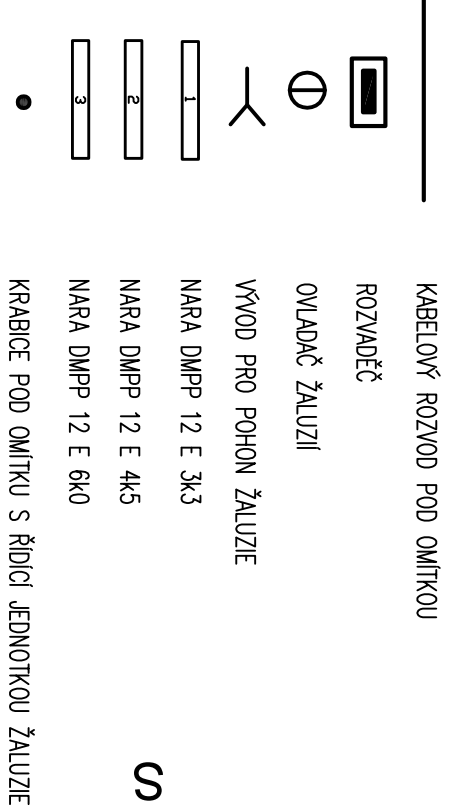 KABELOVÝ ROZVOD POD OMÍTKOU
ROZVADĚČ
OVLADAČ ŽALUZIÍ
VÝVOD PRO POHON ŽALUZIE
1 NARA DMPP 12 E 3k3
2 NARA DMPP 12 E 4k5
3 NARA DMPP 12 E 6k0
KRABICE POD OMÍTKU S ŘÍDÍCÍ JEDNOTKOU ŽALUZIE
S